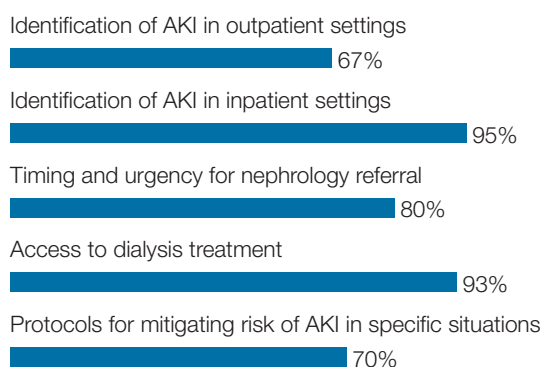 Identification of AKI in outpatient settings
67%
Identification of AKI in inpatient settings
95%
Timing and urgency for nephrology referral
80%
Access to dialysis treatment
93%
Protocols for mitigating risk of AKI in specific situations
70%